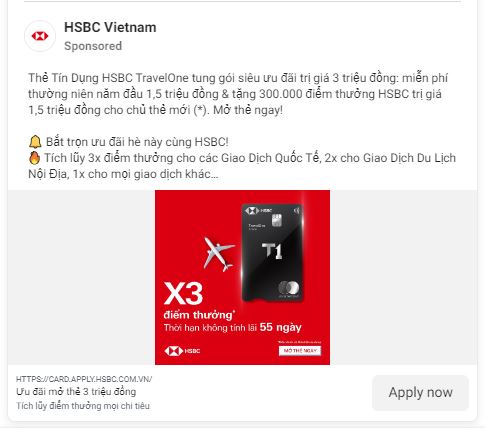 HSBC Vietnam
Sponsored
Thẻ Tín Dụng HSBC TravelOne tung gói siêu ưu đãi trị giá 3 triệu đồng: miễn phí
thường niên năm đầu 1,5 triệu đồng & tặng 300.000 điểm thưởng HSBC trị giá
1,5 triệu đồng cho chủ thẻ mới (*). Mở thẻ ngay!
🔔 Bắt trọn ưu đãi hè này cùng HSBC!
🔥 Tích lũy 3x điểm thưởng cho các Giao Dịch Quốc Tế, 2x cho Giao Dịch Du Lịch
Nội Địa, 1x cho mọi giao dịch khác...
HSBC
TravelOne
T1
X3
điểm thưởng*
Thời hạn không tính lãi 55 ngày
HSBC
MỞ THẺ NGAY
HTTPS://CARD.APPLY.HSBC.COM.VN/
Ưu đãi mở thẻ 3 triệu đồng
Tích lũy điểm thưởng mọi chi tiêu
Apply now